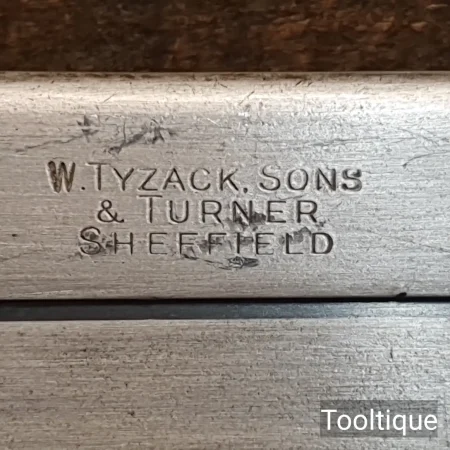 W. TYZACK, SONS
& TURNER
SHEFFIELD
Tooltique